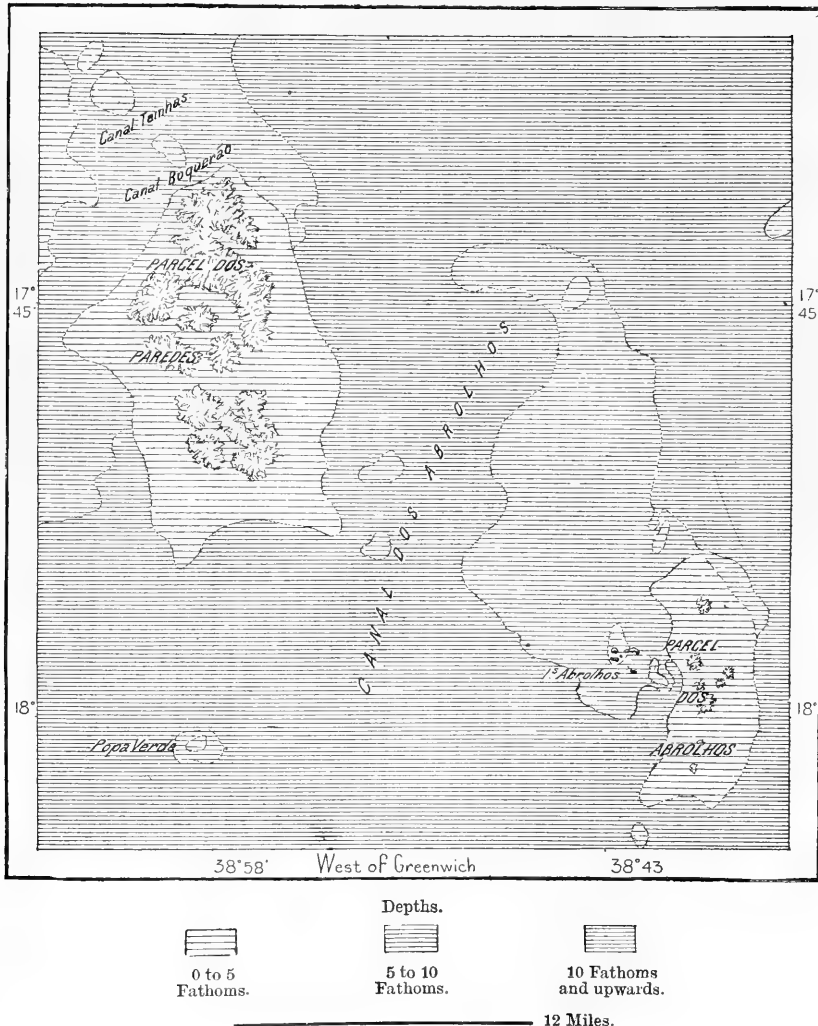 Canal Tainhas
Canal Boquerão
PARCEL DOS
17°
45'
17°
45
PAREDES
CANAL DOS ABROLHOS
PARCEL
Iˢ Abrolhos
DOS
18°
18°
Popa Verde
ABROLHOS
38°58'
West of Greenwich
38°43
Depths.
0 to 5
Fathoms.
5 to 10
Fathoms.
10 Fathoms
and upwards.
12 Miles.